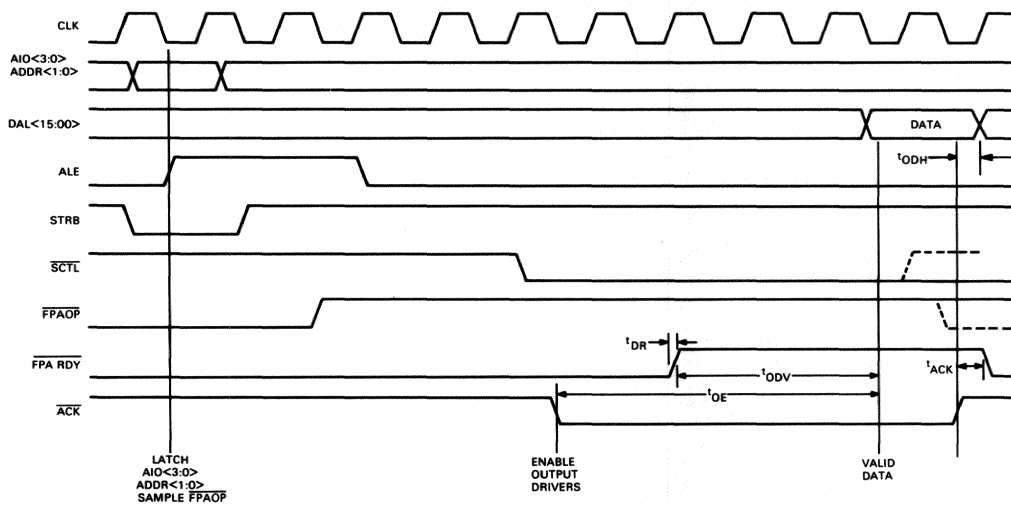 CLK
AIO<3:0>
ADDR<1:0>
DAL<15:00>
DATA
tODH
ALE
STRB
SCTL
FPAOP
tDR
FPA RDY
tACK
tODV
tOE
ACK
LATCH
AIO<3:0>
ADDR<1:0>
SAMPLE FPAOP
ENABLE
OUTPUT
DRIVERS
VALID
DATA